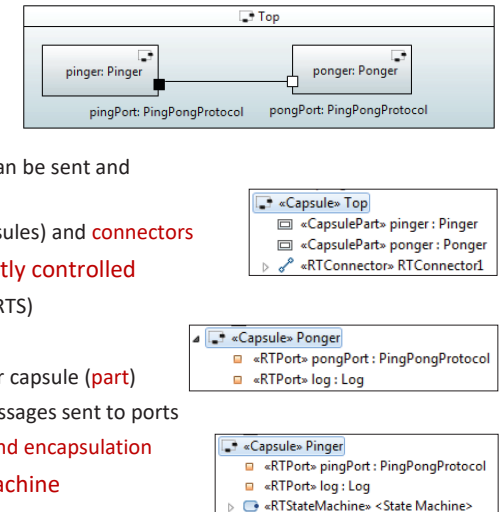 Top
pinger: Pinger
ponger: Ponger
pingPort: PingPongProtocol
pongPort: PingPongProtocol
an be sent and
sules) and connectors
tly controlled
RTS)
r capsule (part)
ssages sent to ports
nd encapsulation
achine
«Capsule» Top
«CapsulePart» pinger : Pinger
«CapsulePart» ponger : Ponger
«RTConnector» RTConnector1
«Capsule» Ponger
«RTPort» pongPort : PingPongProtocol
«RTPort» log : Log
«Capsule» Pinger
«RTPort» pingPort : PingPongProtocol
«RTPort» log : Log
«RTStateMachine» <State Machine>